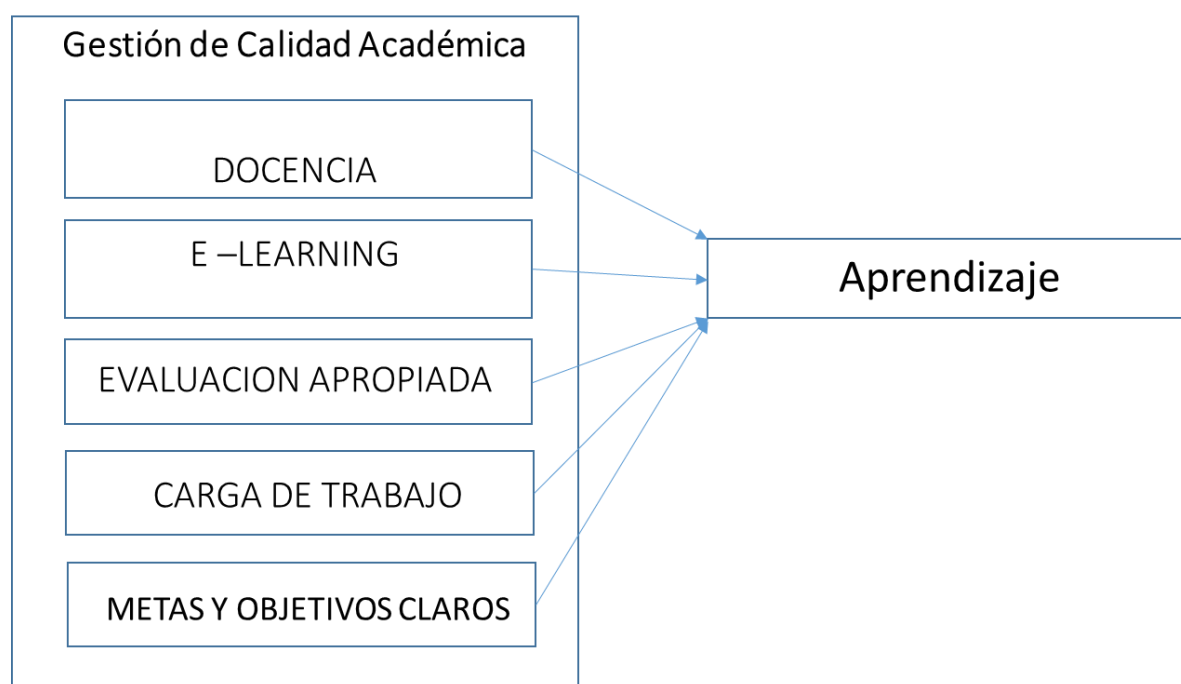 Gestión de Calidad Académica
DOCENCIA
E –LEARNING
EVALUACION APROPIADA
CARGA DE TRABAJO
METAS Y OBJETIVOS CLAROS
Aprendizaje